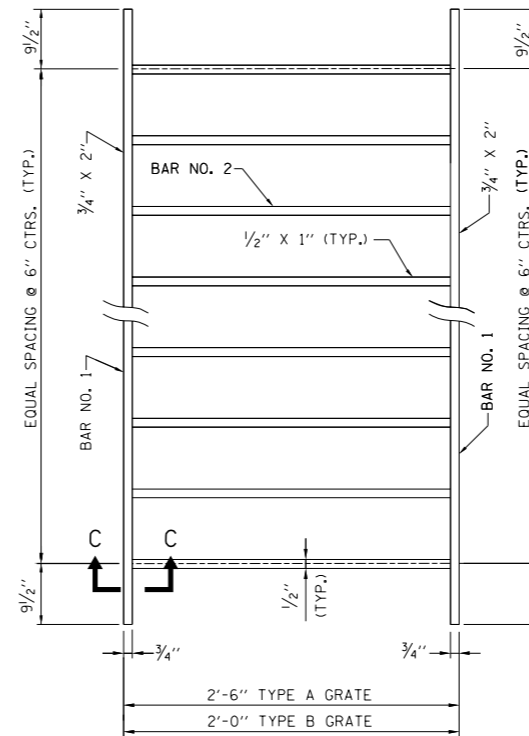 9½"
9½"
EQUAL SPACING @ 6" CTRS. (TYP.)
¾" X 2"
BAR NO. 2
½" X 1" (TYP.)
¾" X 2"
EQUAL SPACING @ 6" CTRS. (TYP.)
BAR NO. 1
BAR NO. 1
C C
9½"
½"
(TYP.)
¾"
¾"
2'-6" TYPE A GRATE
2'-0" TYPE B GRATE